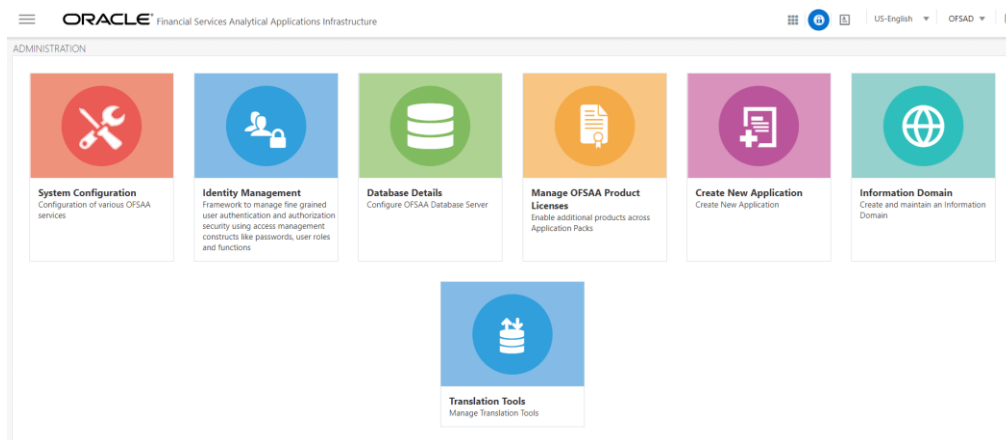 ORACLE® Financial Services Analytical Applications Infrastructure
US-English
OFSAD
ADMINISTRATION
System Configuration
Configuration of various OFSAA
services
Identity Management
Framework to manage fine grained
user authentication and authorization
security using access management
constructs like passwords, user roles
and functions
Database Details
Configure OFSAA Database Server
Manage OFSAA Product
Licenses
Enable additional products across
Application Packs
Create New Application
Create New Application
Information Domain
Create and maintain an Information
Domain
Translation Tools
Manage Translation Tools